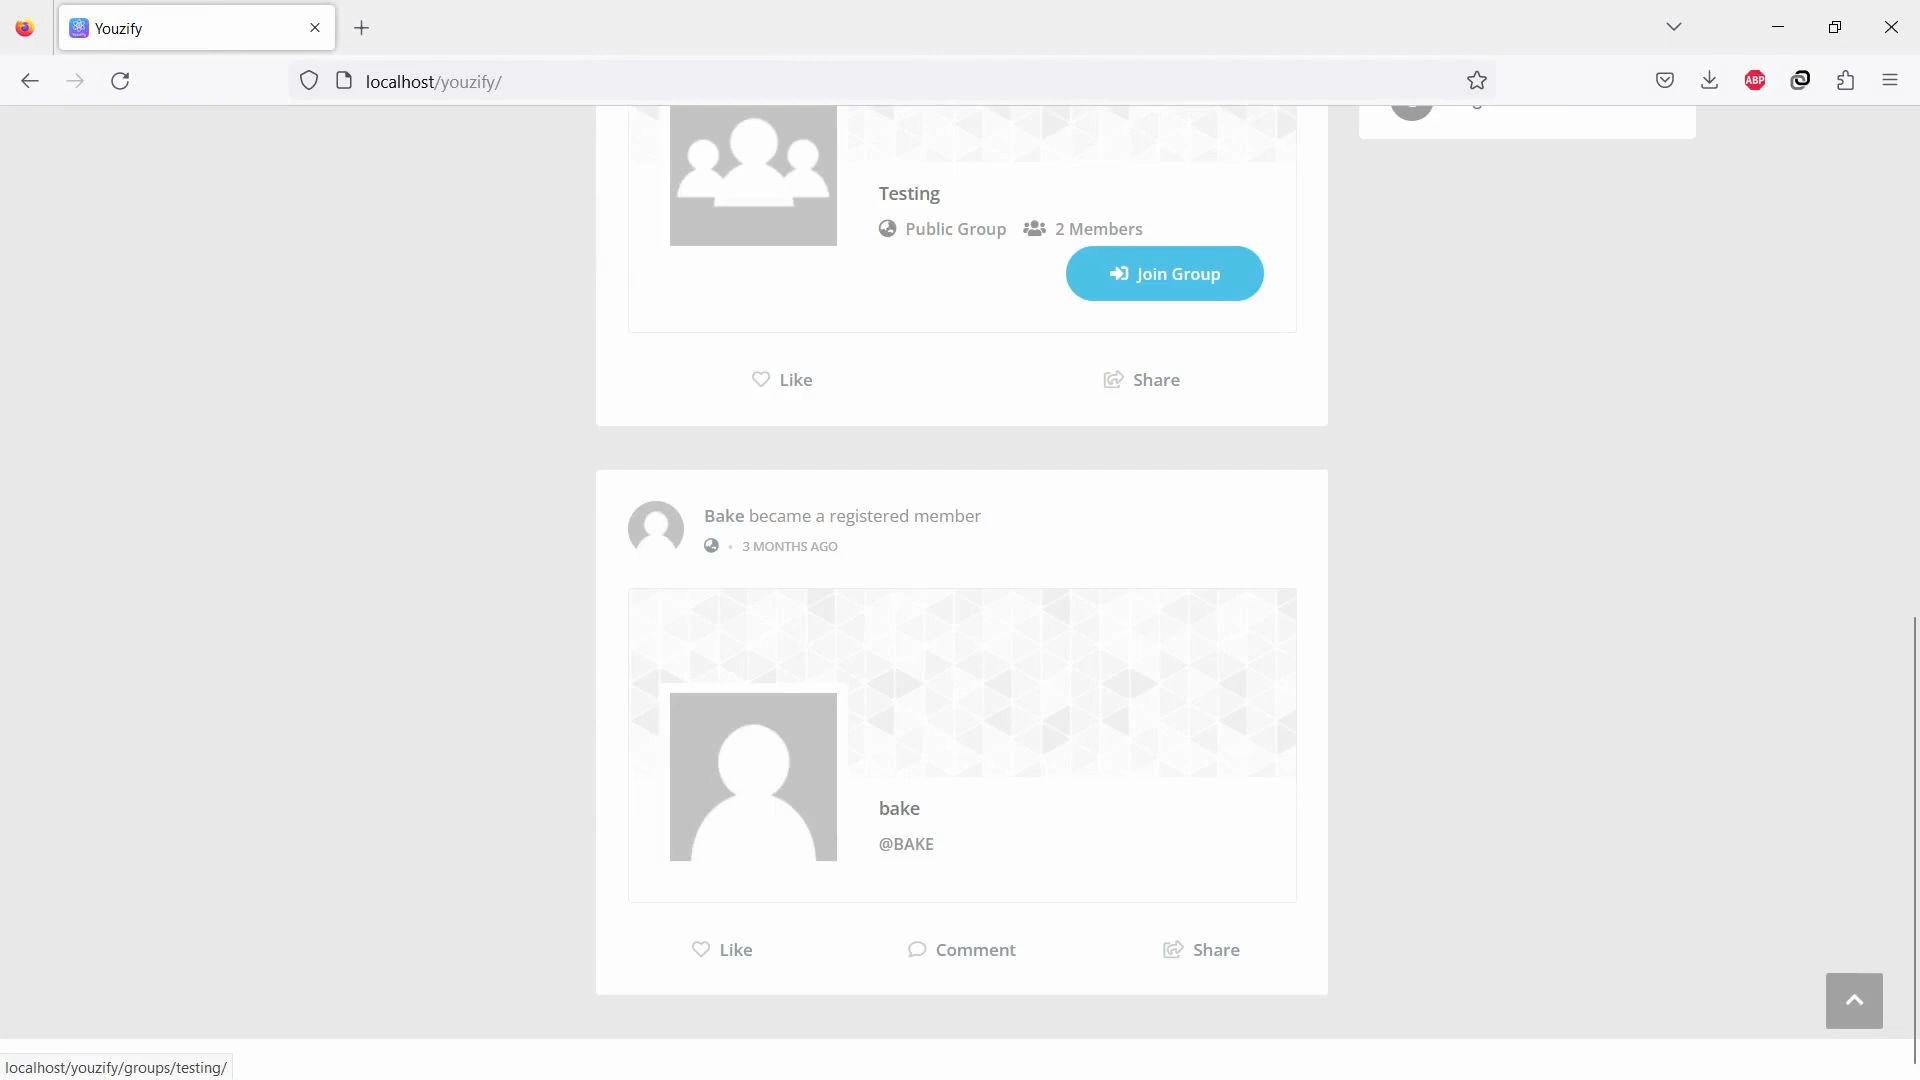 Youzify
localhost/youzify/
ABP
Testing
Public Group 2 Members
Join Group
Like Share
Bake became a registered member
• 3 MONTHS AGO
bake
@BAKE
Like Comment Share
localhost/youzify/groups/testing/